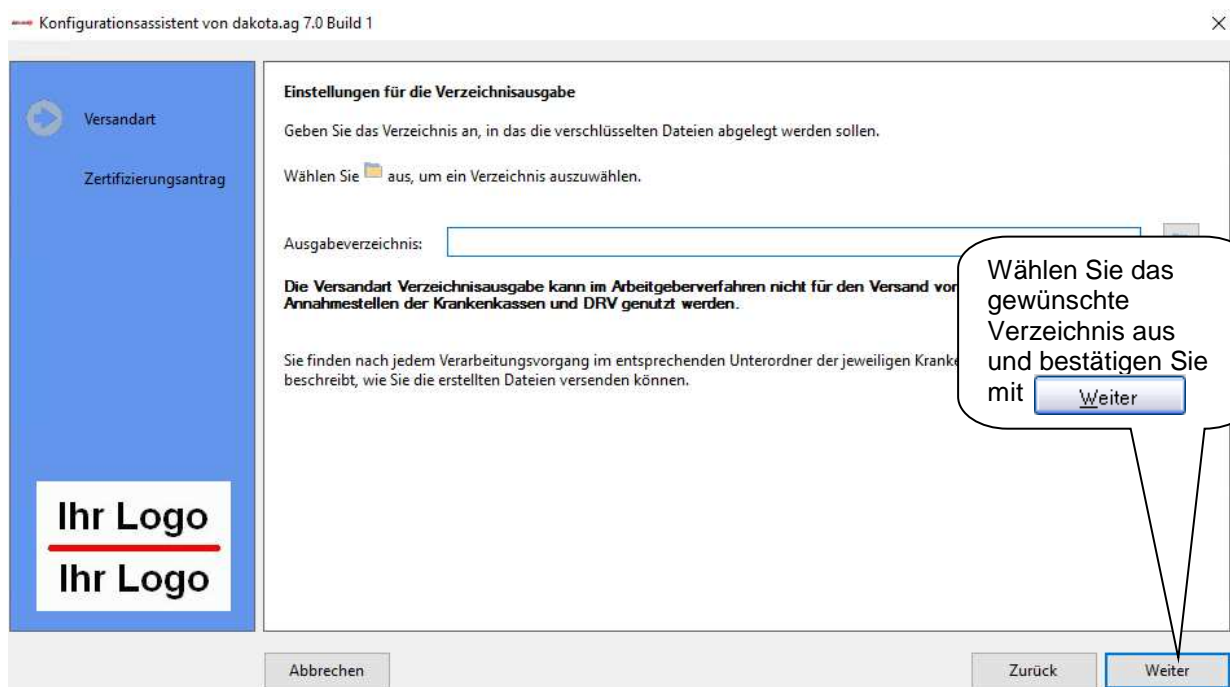 Konfigurationsassistent von dakota.ag 7.0 Build 1
Versandart
Zertifizierungsantrag
Einstellungen für die Verzeichnisausgabe
Geben Sie das Verzeichnis an, in das die verschlüsselten Dateien abgelegt werden sollen.
Wählen Sie aus, um ein Verzeichnis auszuwählen.
Ausgabeverzeichnis:
Die Versandart Verzeichnisausgabe kann im Arbeitgeberverfahren nicht für den Versand
Annahmestellen der Krankenkassen und DRV genutzt werden.
Sie finden nach jedem Verarbeitungsvorgang im entsprechenden Unterordner der jeweiligen
beschreibt, wie Sie die erstellten Dateien versenden können.
Wählen Sie das
gewünschte
Verzeichnis aus
und bestätigen Sie
mit Weiter
Ihr Logo
Ihr Logo
Abbrechen
Zurück
Weiter